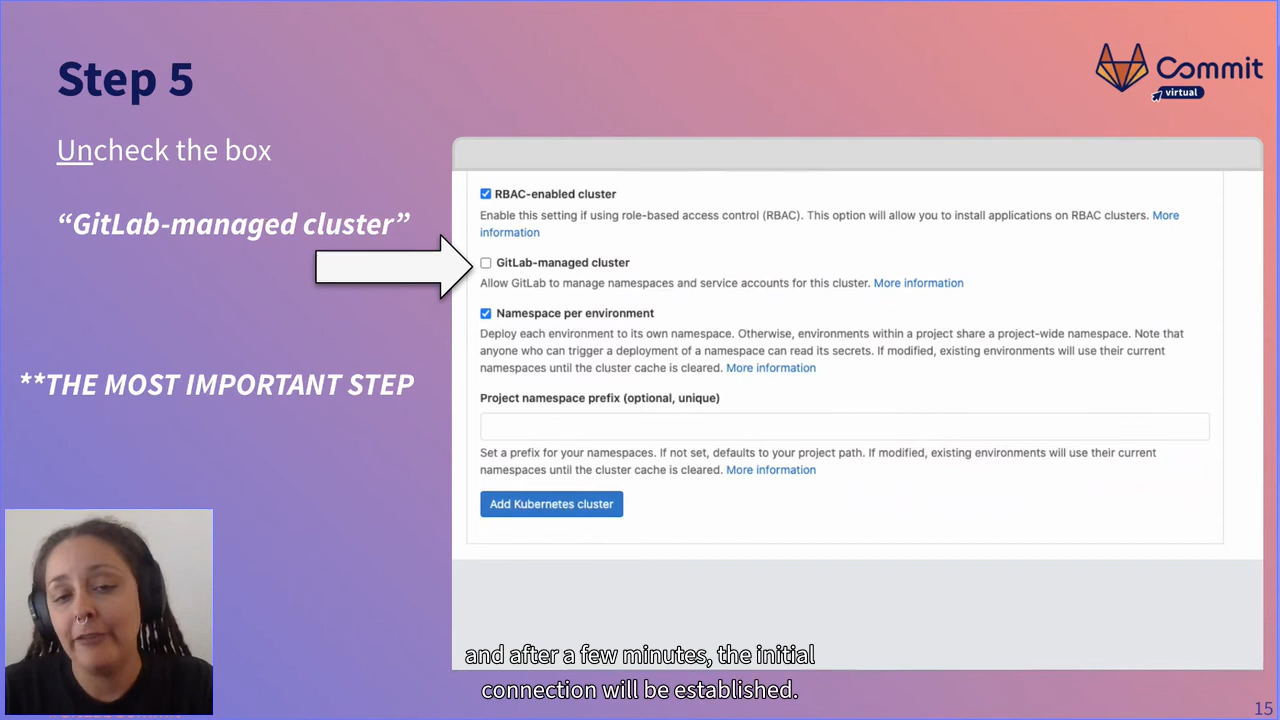 Step 5
Commit
virtual
Uncheck the box
“GitLab-managed cluster”
**THE MOST IMPORTANT STEP
RBAC-enabled cluster
Enable this setting if using role-based access control (RBAC). This option will allow you to install applications on RBAC clusters. More
information
GitLab-managed cluster
Allow GitLab to manage namespaces and service accounts for this cluster. More information
Namespace per environment
Deploy each environment to its own namespace. Otherwise, environments within a project share a project-wide namespace. Note that
anyone who can trigger a deployment of a namespace can read its secrets. If modified, existing environments will use their current
namespaces until the cluster cache is cleared. More information
Project namespace prefix (optional, unique)
Set a prefix for your namespaces. If not set, defaults to your project path. If modified, existing environments will use their current
namespaces until the cluster cache is cleared. More information
Add Kubernetes cluster
and after a few minutes, the initial
connection will be established.
15